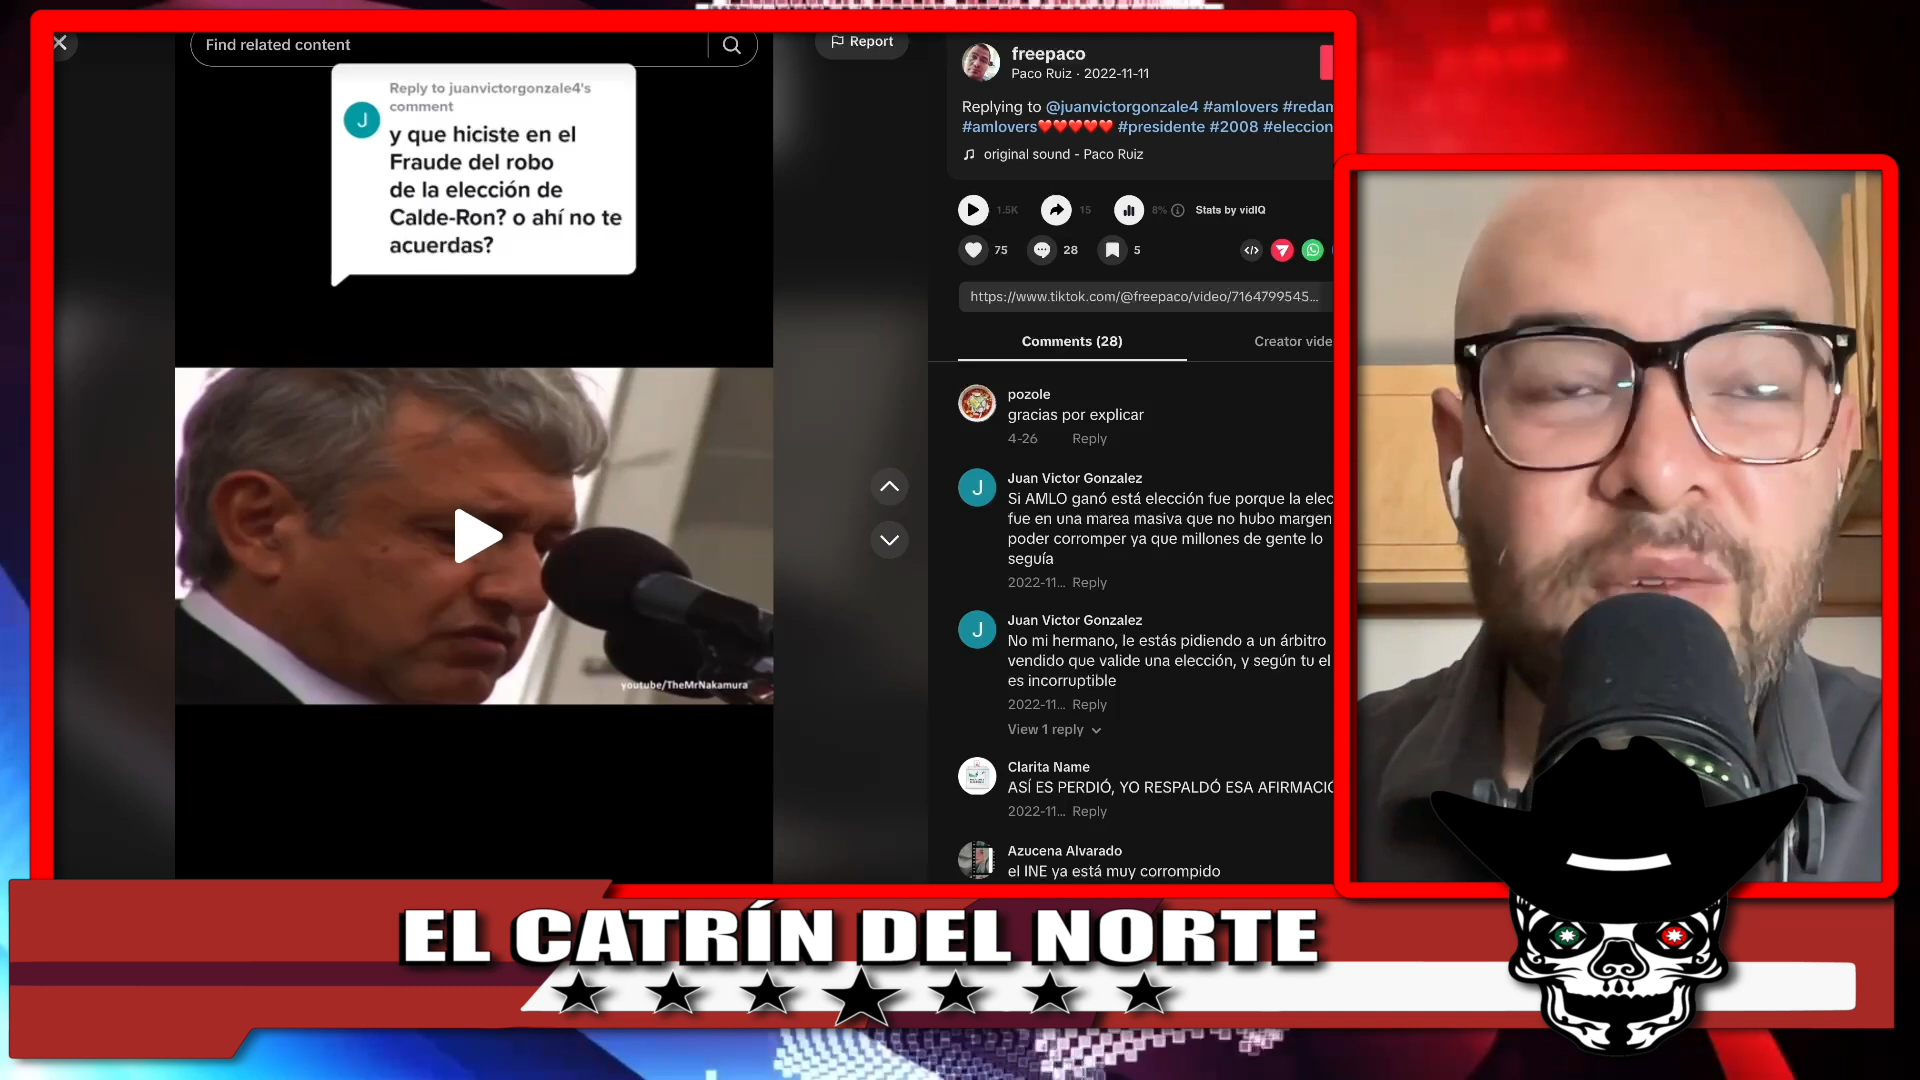 Find related content
Report
Reply to juanvictorgonzale4's
comment
J
y que hiciste en el
Fraude del robo
de la elección de
Calde-Ron? o ahí no te
acuerdas?
youtube/TheMrNakamura
freepaco
Paco Ruiz · 2022-11-11
Replying to @juanvictorgonzale4 #amlovers #redam
#amlovers❤️❤️❤️❤️❤️ #presidente #2008 #eleccion
original sound - Paco Ruiz
1.5K
15
8%
Stats by vidIQ
75
28
5
https://www.tiktok.com/@freepaco/video/7164799545...
Comments (28)
Creator vide
pozole
gracias por explicar
4-26 Reply
J
Juan Victor Gonzalez
Si AMLO ganó está elección fue porque la elec
fue en una marea masiva que no hubo margen
poder corromper ya que millones de gente lo
seguía
2022-11... Reply
J
Juan Victor Gonzalez
No mi hermano, le estás pidiendo a un árbitro
vendido que valide una elección, y según tu el
es incorruptible
2022-11... Reply
View 1 reply
Clarita Name
ASÍ ES PERDIÓ, YO RESPALDÓ ESA AFIRMACIÓ
2022-11... Reply
Azucena Alvarado
el INE ya está muy corrompido
EL CATRÍN DEL NORTE